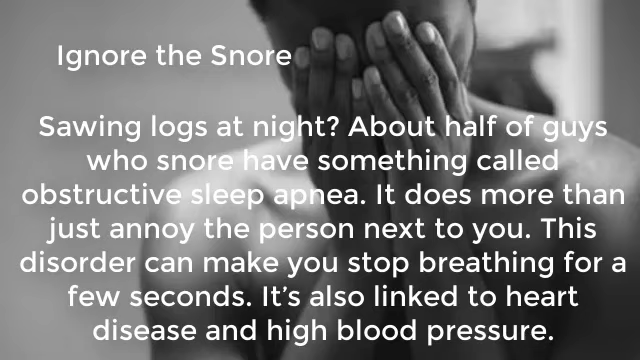 Ignore the Snore
Sawing logs at night? About half of guys
who snore have something called
obstructive sleep apnea. It does more than
just annoy the person next to you. This
disorder can make you stop breathing for a
few seconds. It’s also linked to heart
disease and high blood pressure.